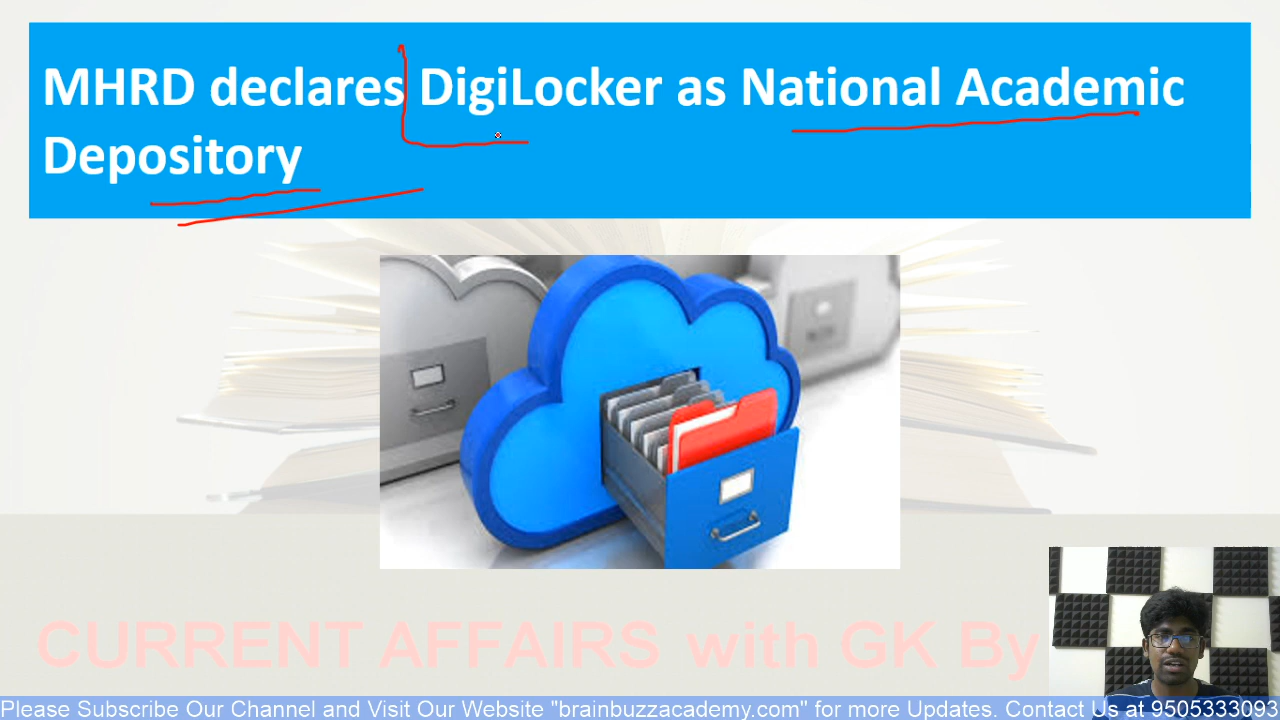 MHRD declares DigiLocker as National Academic
Depository
CURRENT AFFAIRS with GK By
Please Subscribe Our Channel and Visit Our Website "brainbuzzacademy.com" for more Updates. Contact Us at 9505333093